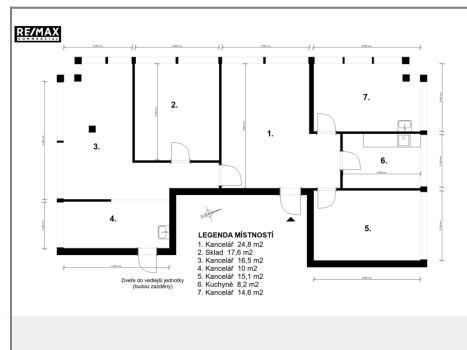 RE/MAX
COMMERCIAL
2.
7.
1.
3.
6.
4.
5.
LEGENDA MÍSTNOSTÍ
1. Kancelář 24,8 m2
2. Sklad 17,6 m2
3. Kancelář 16,5 m2
4. Kancelář 10 m2
5. Kancelář 15,1 m2
6. Kuchyně 8,2 m2
7. Kancelář 14,6 m2
Dveře do vedlejší jednotky
(budou zazděny)